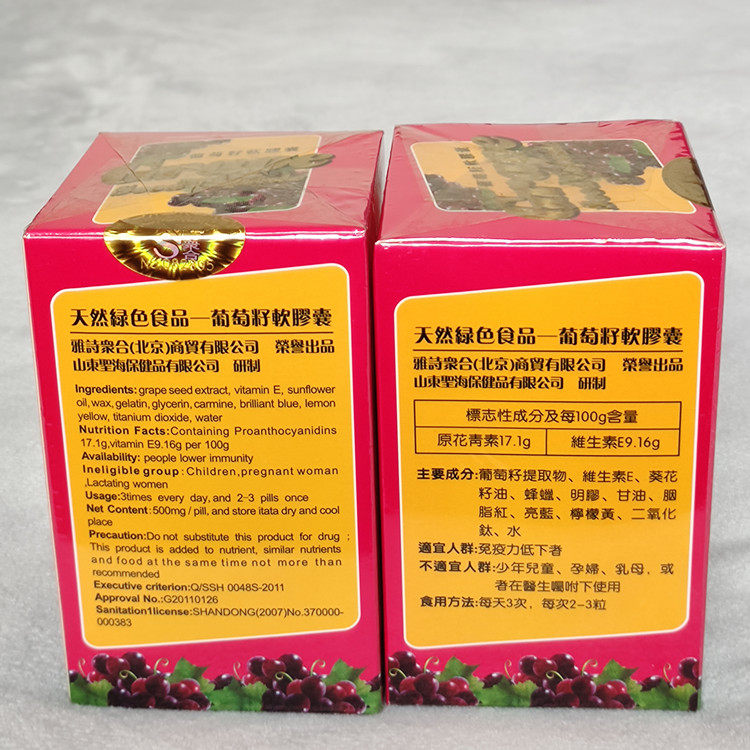 葡萄籽軟膠囊
天然綠色食品—葡萄籽軟膠囊
雅詩衆合(北京)商貿有限公司 榮譽出品
山東聖海保健品有限公司 研制
Ingredients: grape seed extract, vitamin E, sunflower
oil, wax, gelatin, glycerin, carmine, brilliant blue, lemon
yellow, titanium dioxide, water
Nutrition Facts:Containing Proanthocyanidins
17.1g,vitamin E9.16g per 100g
Availability: people lower immunity
Ineligible group : Children,pregnant woman
,Lactating women
Usage:3times every day, and 2-3 pills once
Net Content : 500mg / pill, and store itata dry and cool
place
Precaution:Do not substitute this product for drug ;
This product is added to nutrient, similar nutrients
and food at the same time not more than
recommended
Executive criterion:Q/SSH 0048S-2011
Approval No.:G20110126
Sanitation1license:SHANDONG(2007)No.370000-
000383
天然綠色食品—葡萄籽軟膠囊
雅詩衆合(北京)商貿有限公司 榮譽出品
山東聖海保健品有限公司 研制
標志性成分及每100g含量
原花青素17.1g 維生素E9.16g
主要成分:葡萄籽提取物、維生素E、葵花
籽油、蜂蠟、明膠、甘油、胭
脂紅、亮藍、檸檬黃、二氧化
鈦、水
適宜人群:免疫力低下者
不適宜人群:少年兒童、孕婦、乳母，或
者在醫生囑咐下使用
食用方法:每天3次，每次2-3粒